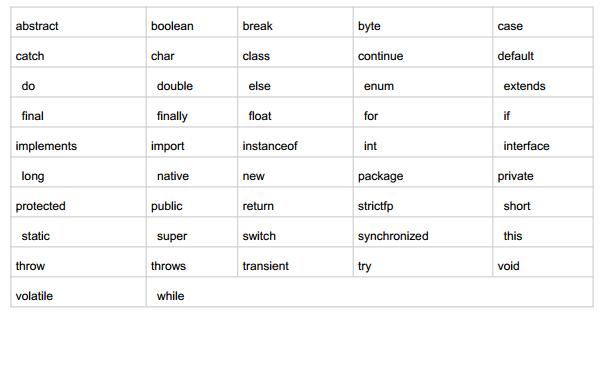 abstract boolean break byte case
catch char class continue default
do double else enum extends
final finally float for if
implements import instanceof int interface
long native new package private
protected public return strictfp short
static super switch synchronized this
throw throws transient try void
volatile while